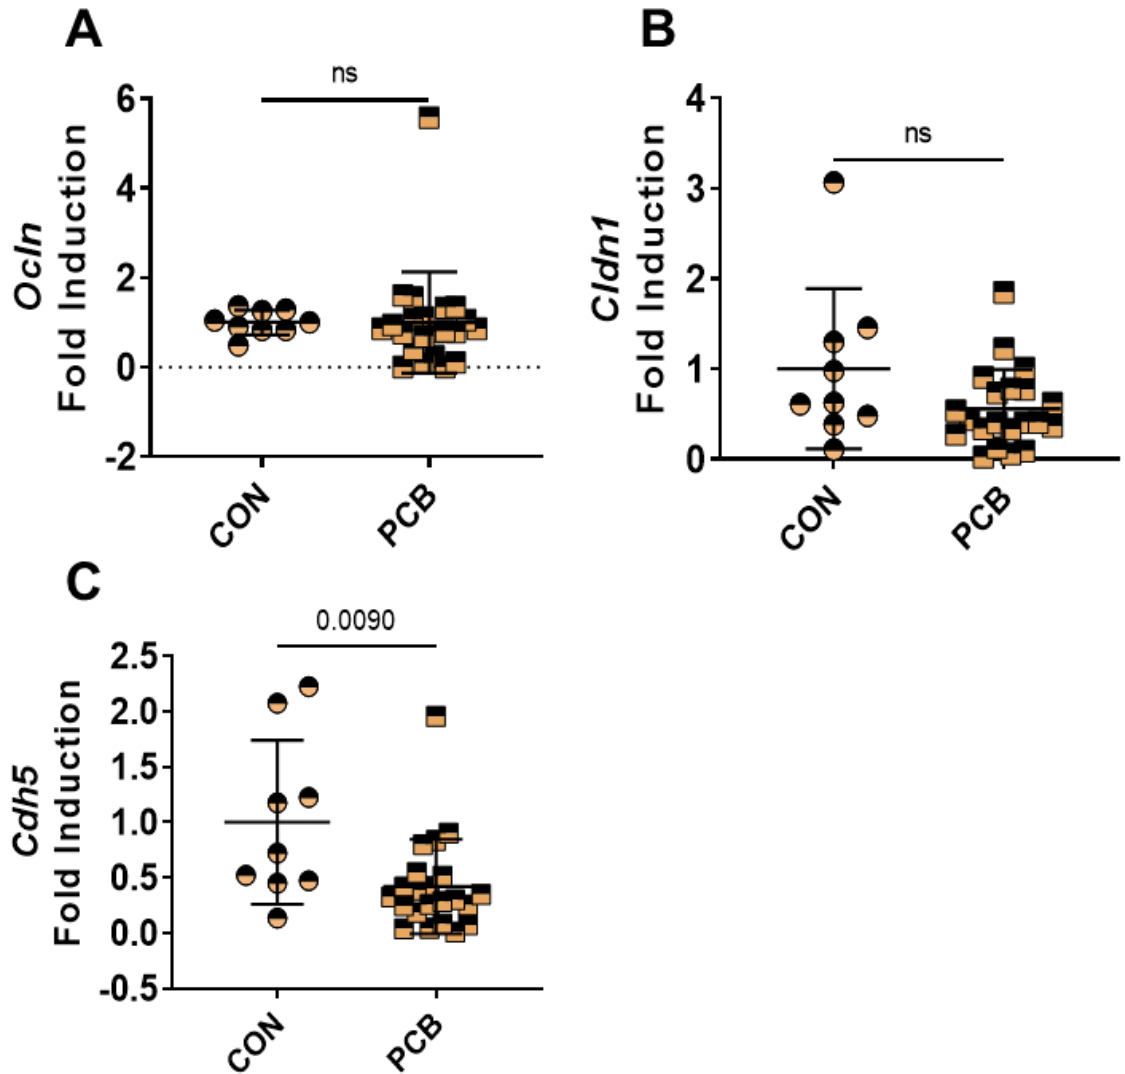 A
ns
Ocln
Fold Induction
6
4
2
0
-2
CON
PCB
B
ns
Cldn1
Fold Induction
4
3
2
1
0
CON
PCB
C
0.0090
Cdh5
Fold Induction
2.5
2.0
1.5
1.0
0.5
0.0
-0.5
CON
PCB